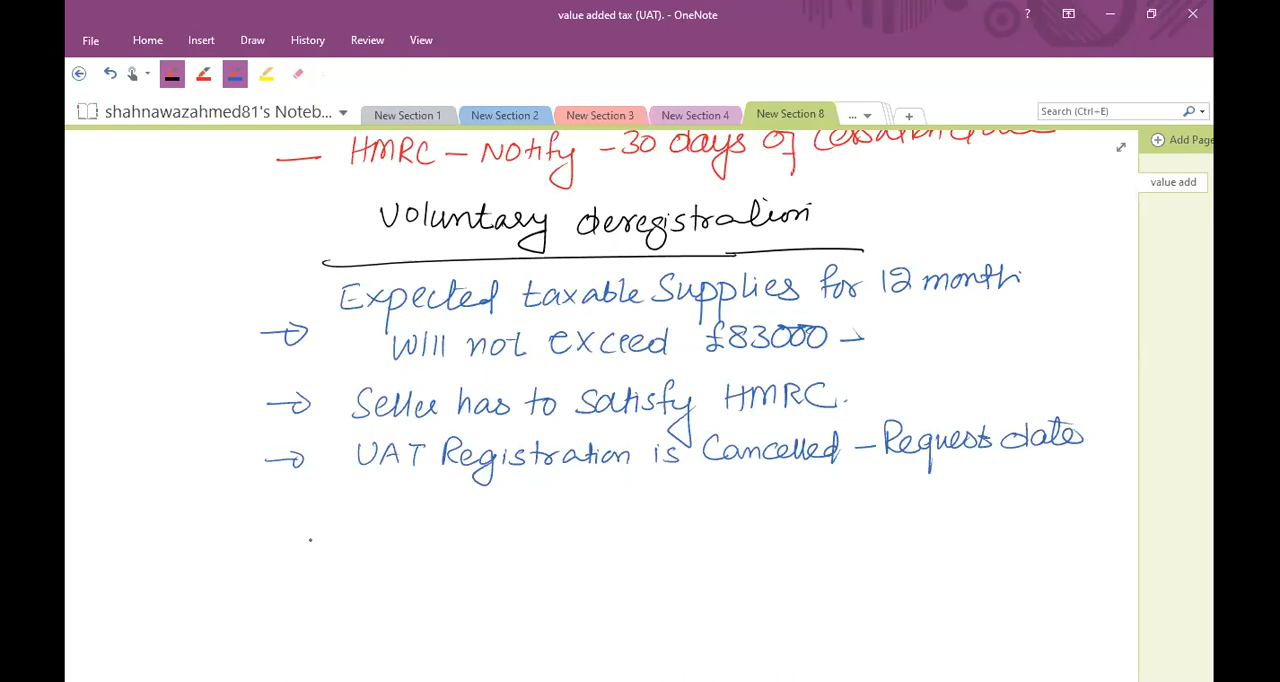 value added tax (UAT). - OneNote
?
File Home Insert Draw History Review View
shahnawazahmed81's Noteb... New Section 1 New Section 2 New Section 3 New Section 4 New Section 8 ... Search (Ctrl+E)
Add Page
value add
— HMRC - Notify - 30 days of
voluntary deregistration
Expected taxable Supplies for 12 month
will not exceed £83000
Seller has to satisfy HMRC.
UAT Registration is Cancelled - Request date